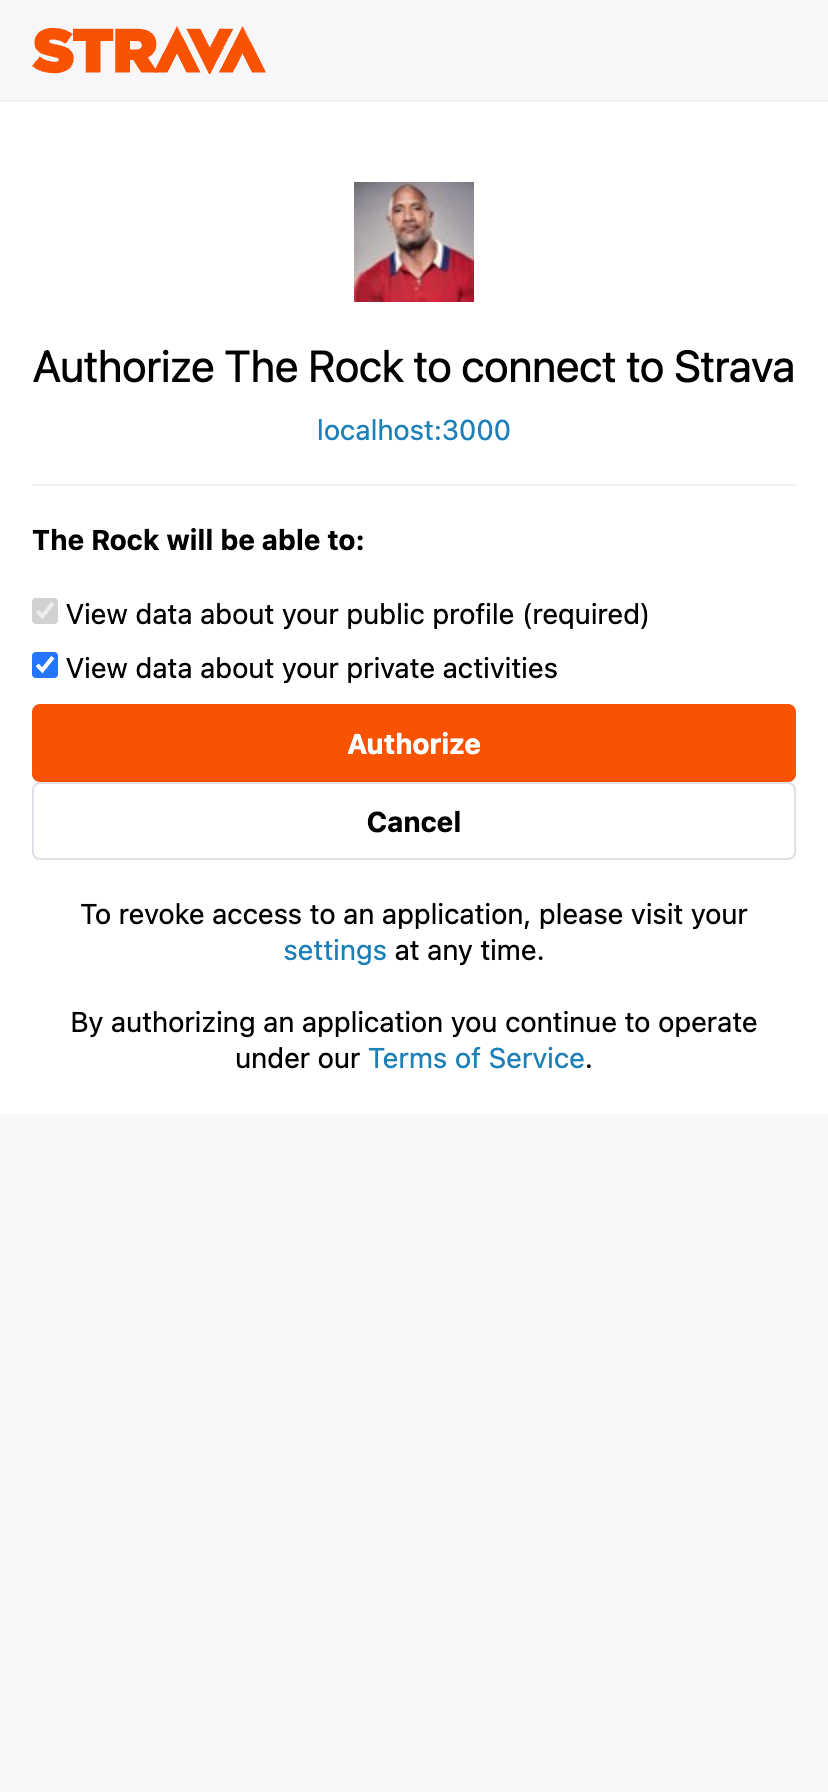 STRAVA
Authorize The Rock to connect to Strava
localhost:3000
The Rock will be able to:
View data about your public profile (required)
View data about your private activities
Authorize
Cancel
To revoke access to an application, please visit your
settings at any time.
By authorizing an application you continue to operate
under our Terms of Service.